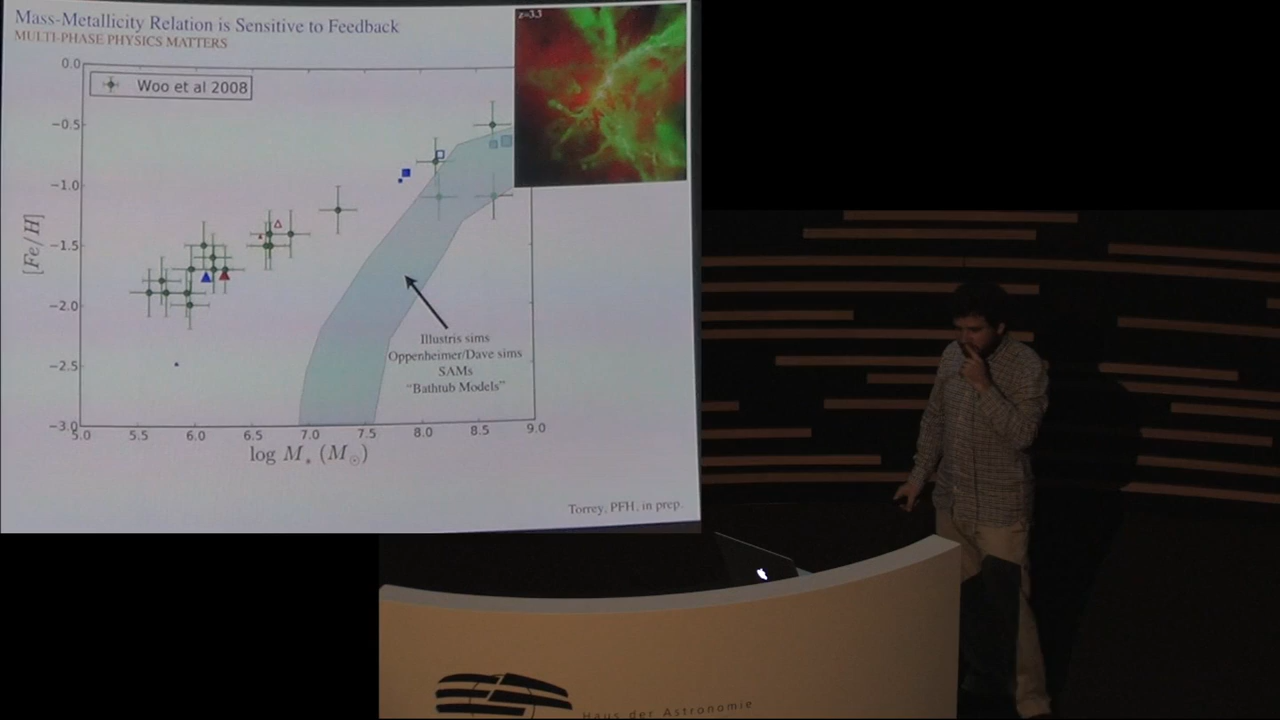 Mass-Metallicity Relation is Sensitive to Feedback
MULTI-PHASE PHYSICS MATTERS
z=3.3
Woo et al 2008
0.0
−0.5
−1.0
−1.5
−2.0
−2.5
−3.0
[Fe/H]
Illustris sims
Oppenheimer/Dave sims
SAMs
“Bathtub Models”
5.0 5.5 6.0 6.5 7.0 7.5 8.0 8.5 9.0
log M* (M☉)
Torrey, PFH, in prep.
Haus der Astronomie